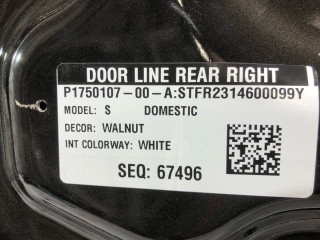 DOOR LINE REAR RIGHT
P1750107-00-A:STFR2314600099Y
MODEL: S DOMESTIC
DECOR: WALNUT
INT COLORWAY: WHITE
SEQ: 67496